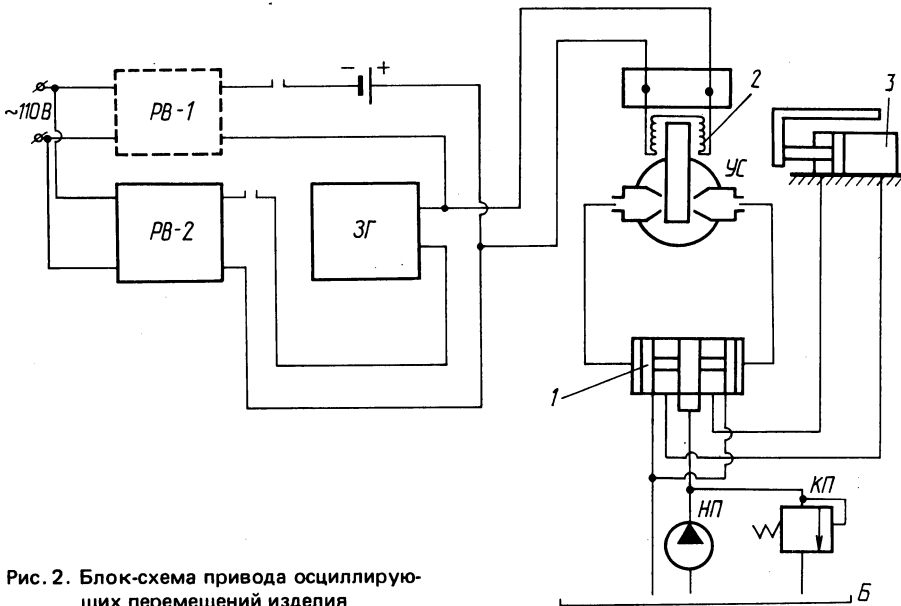 ~110В
РВ-1
- +
РВ-2
ЗГ
2
3
УС
1
КП
НП
Б
Рис. 2. Блок-схема привода осциллирую-
щих перемещений изделия